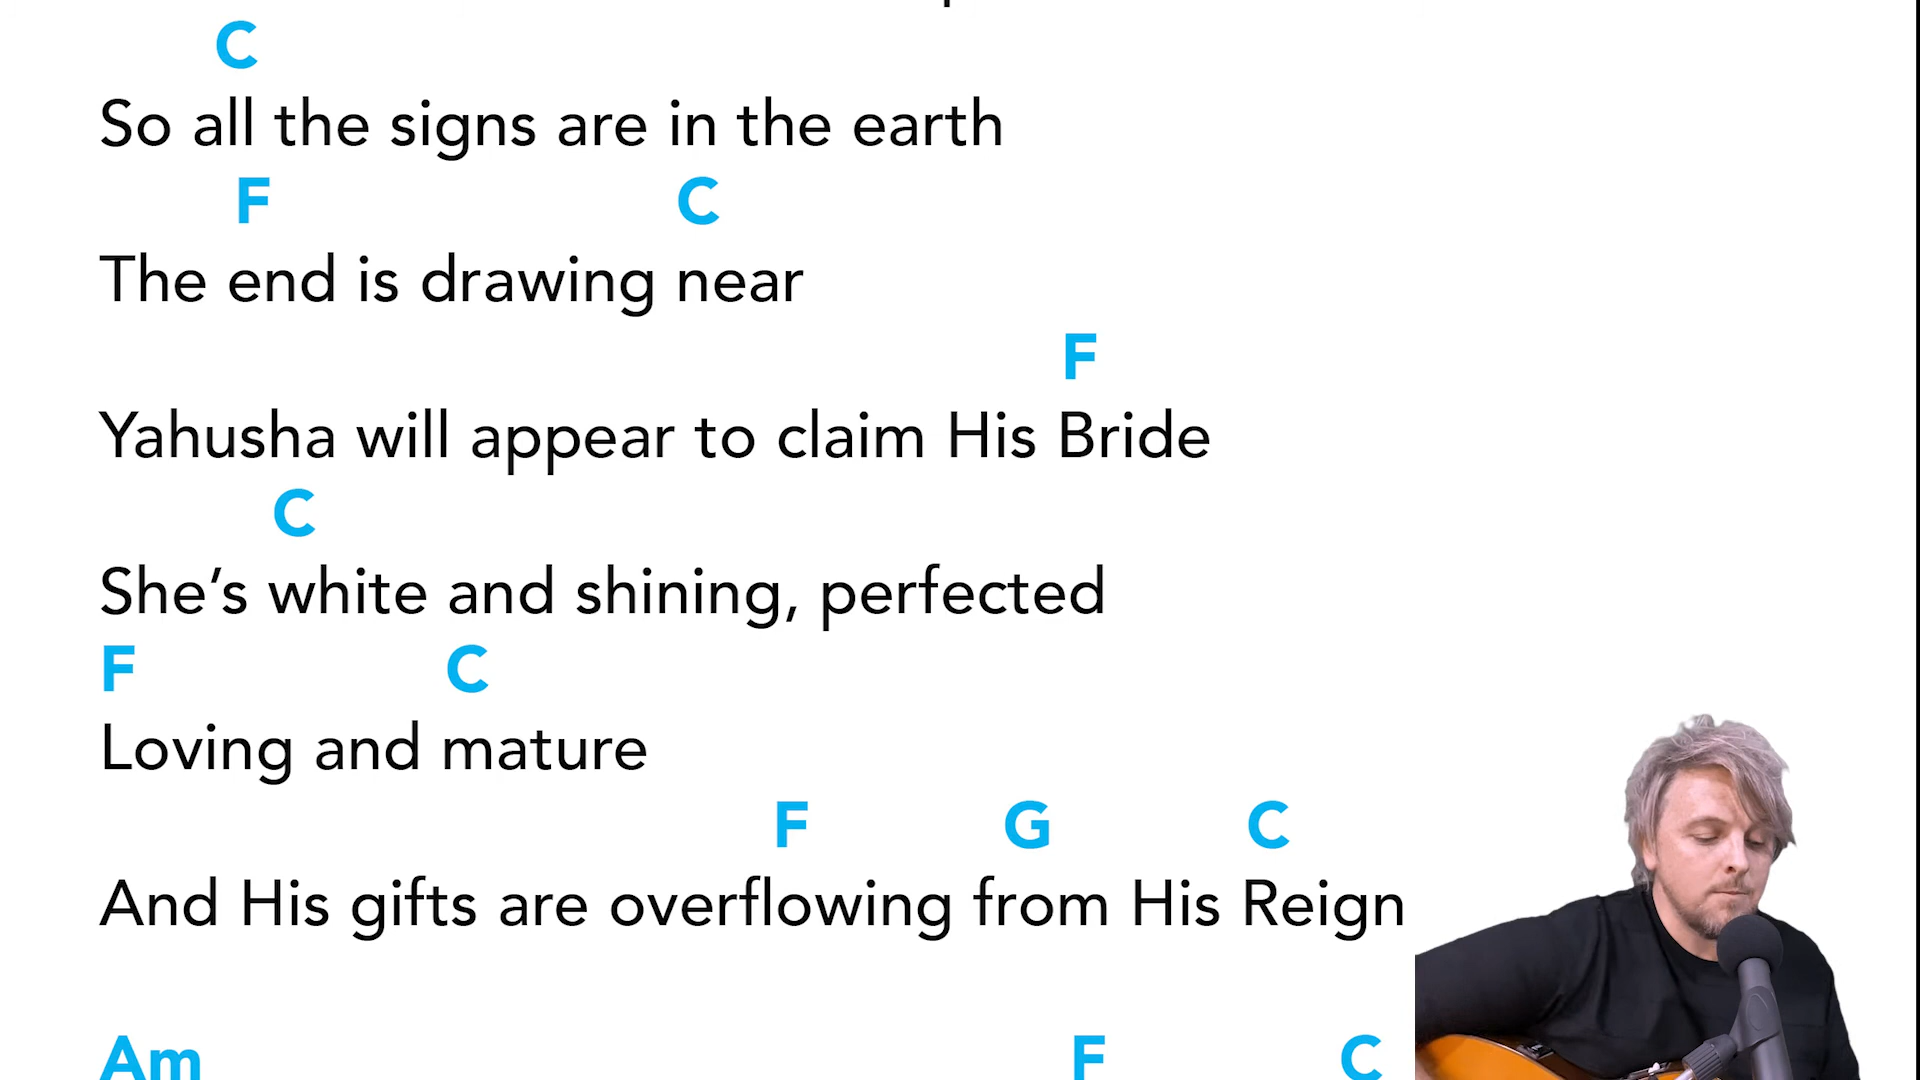 C
So all the signs are in the earth
F C
The end is drawing near
F
Yahusha will appear to claim His Bride
C
She’s white and shining, perfected
F C
Loving and mature
F G C
And His gifts are overflowing from His Reign
Am F C